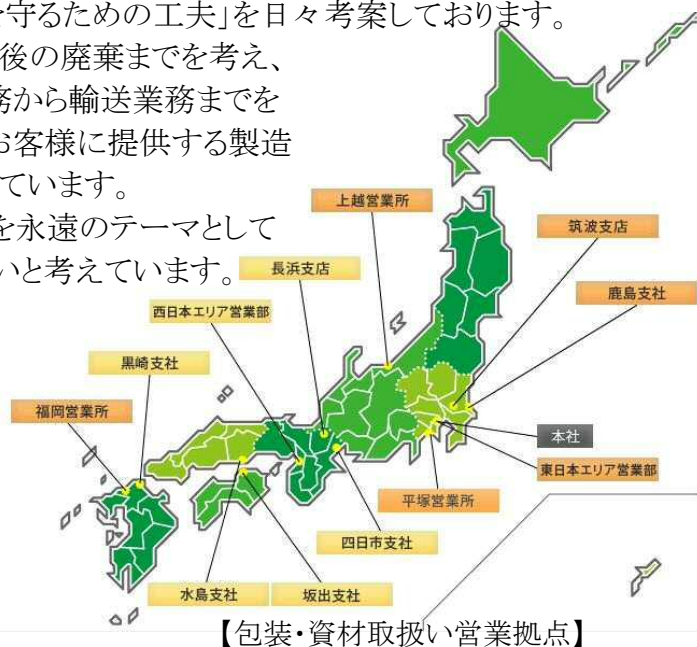 を守るための工夫」を日々考案しております。
後の廃棄までを考え、
務から輸送業務までを
お客様に提供する製造
ています。
を永遠のテーマとして
いと考えています。
上越営業所
筑波支店
長浜支店
鹿島支社
西日本エリア営業部
黒崎支社
福岡営業所
本社
東日本エリア営業部
平塚営業所
四日市支社
水島支社
坂出支社
【包装・資材取扱い営業拠点】